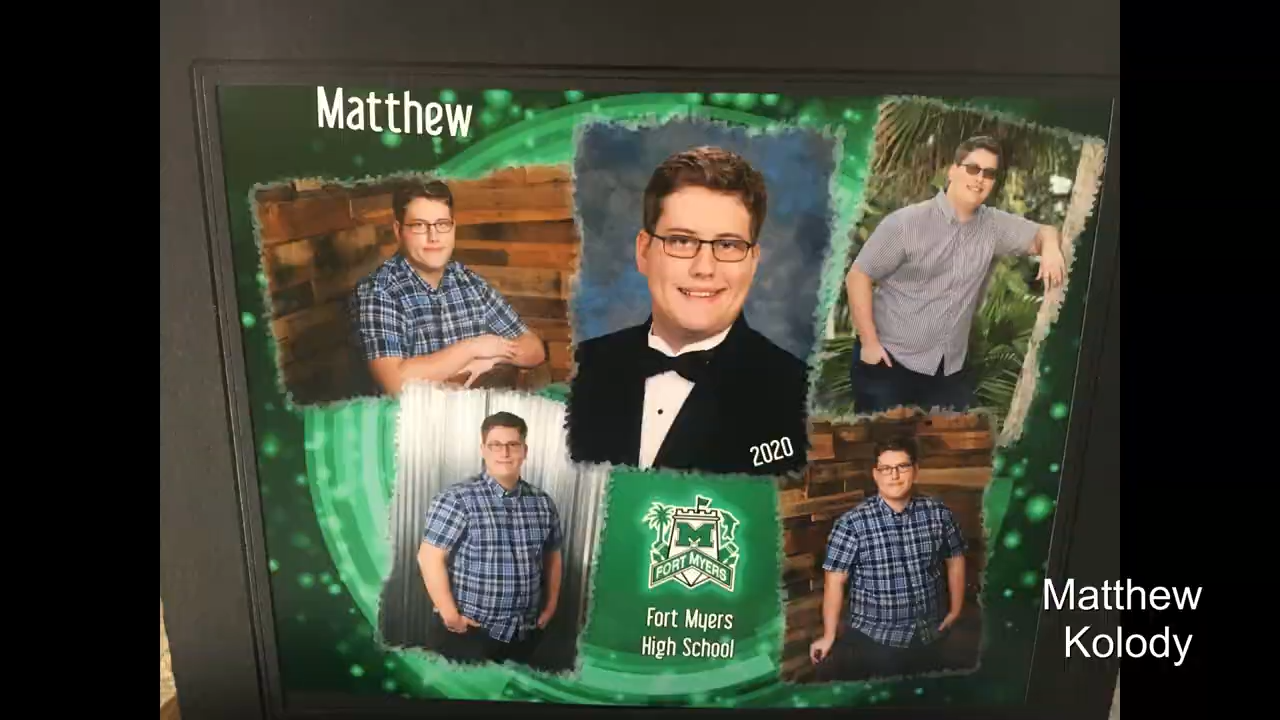 Matthew
2020
M
FORT MYERS
Fort Myers
High School
Matthew
Kolody